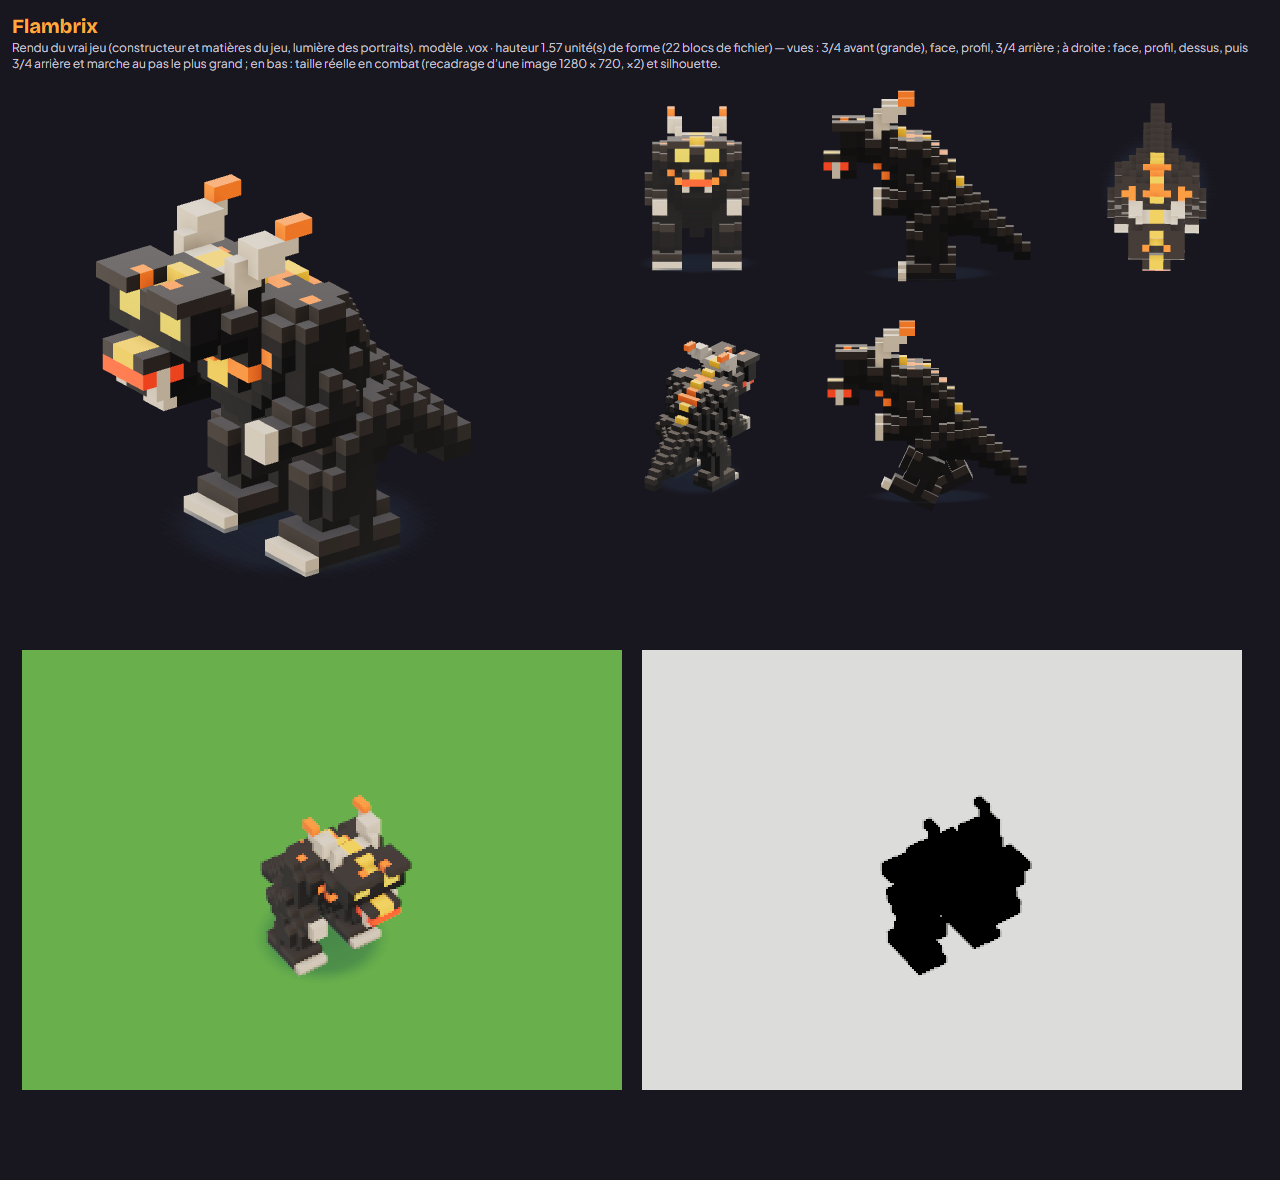 Flambrix
Rendu du vrai jeu (constructeur et matières du jeu, lumière des portraits). modèle .vox · hauteur 1.57 unité(s) de forme (22 blocs de fichier) — vues : 3/4 avant (grande), face, profil, 3/4 arrière ; à droite : face, profil, dessus, puis
3/4 arrière et marche au pas le plus grand ; en bas : taille réelle en combat (recadrage d'une image 1280 × 720, ×2) et silhouette.